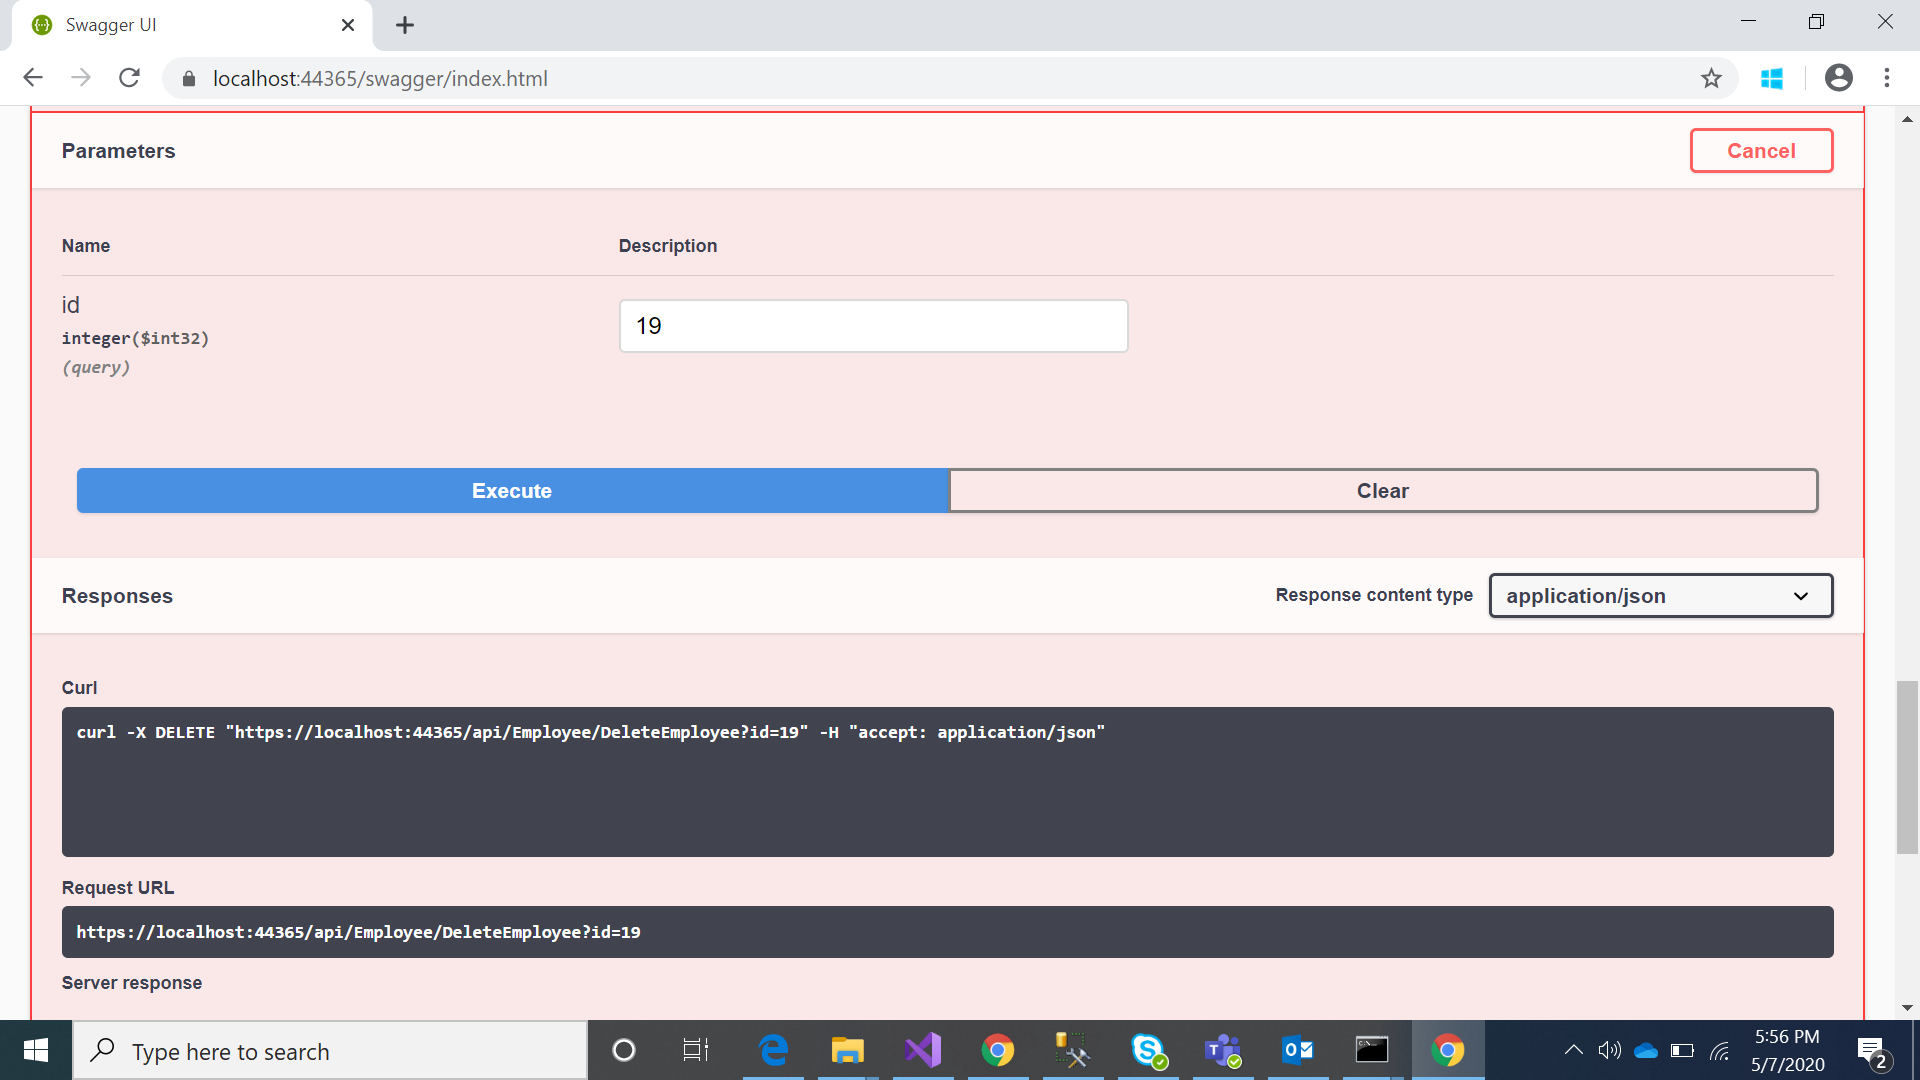 Swagger UI
localhost:44365/swagger/index.html
Parameters
Cancel
Name
Description
id
integer($int32)
(query)
19
Execute
Clear
Responses
Response content type
application/json
Curl
curl -X DELETE "https://localhost:44365/api/Employee/DeleteEmployee?id=19" -H "accept: application/json"
Request URL
https://localhost:44365/api/Employee/DeleteEmployee?id=19
Server response
Type here to search
5:56 PM
5/7/2020
2